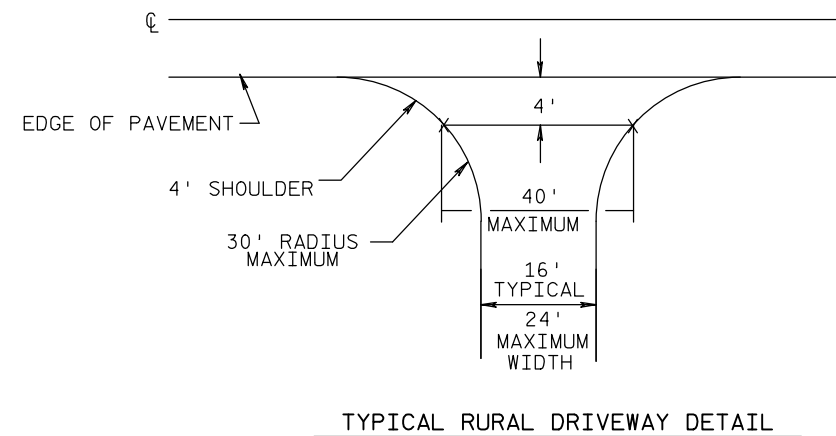 ℄
4'
EDGE OF PAVEMENT
4' SHOULDER
40'
MAXIMUM
30' RADIUS
MAXIMUM
16'
TYPICAL
24'
MAXIMUM
WIDTH
TYPICAL RURAL DRIVEWAY DETAIL